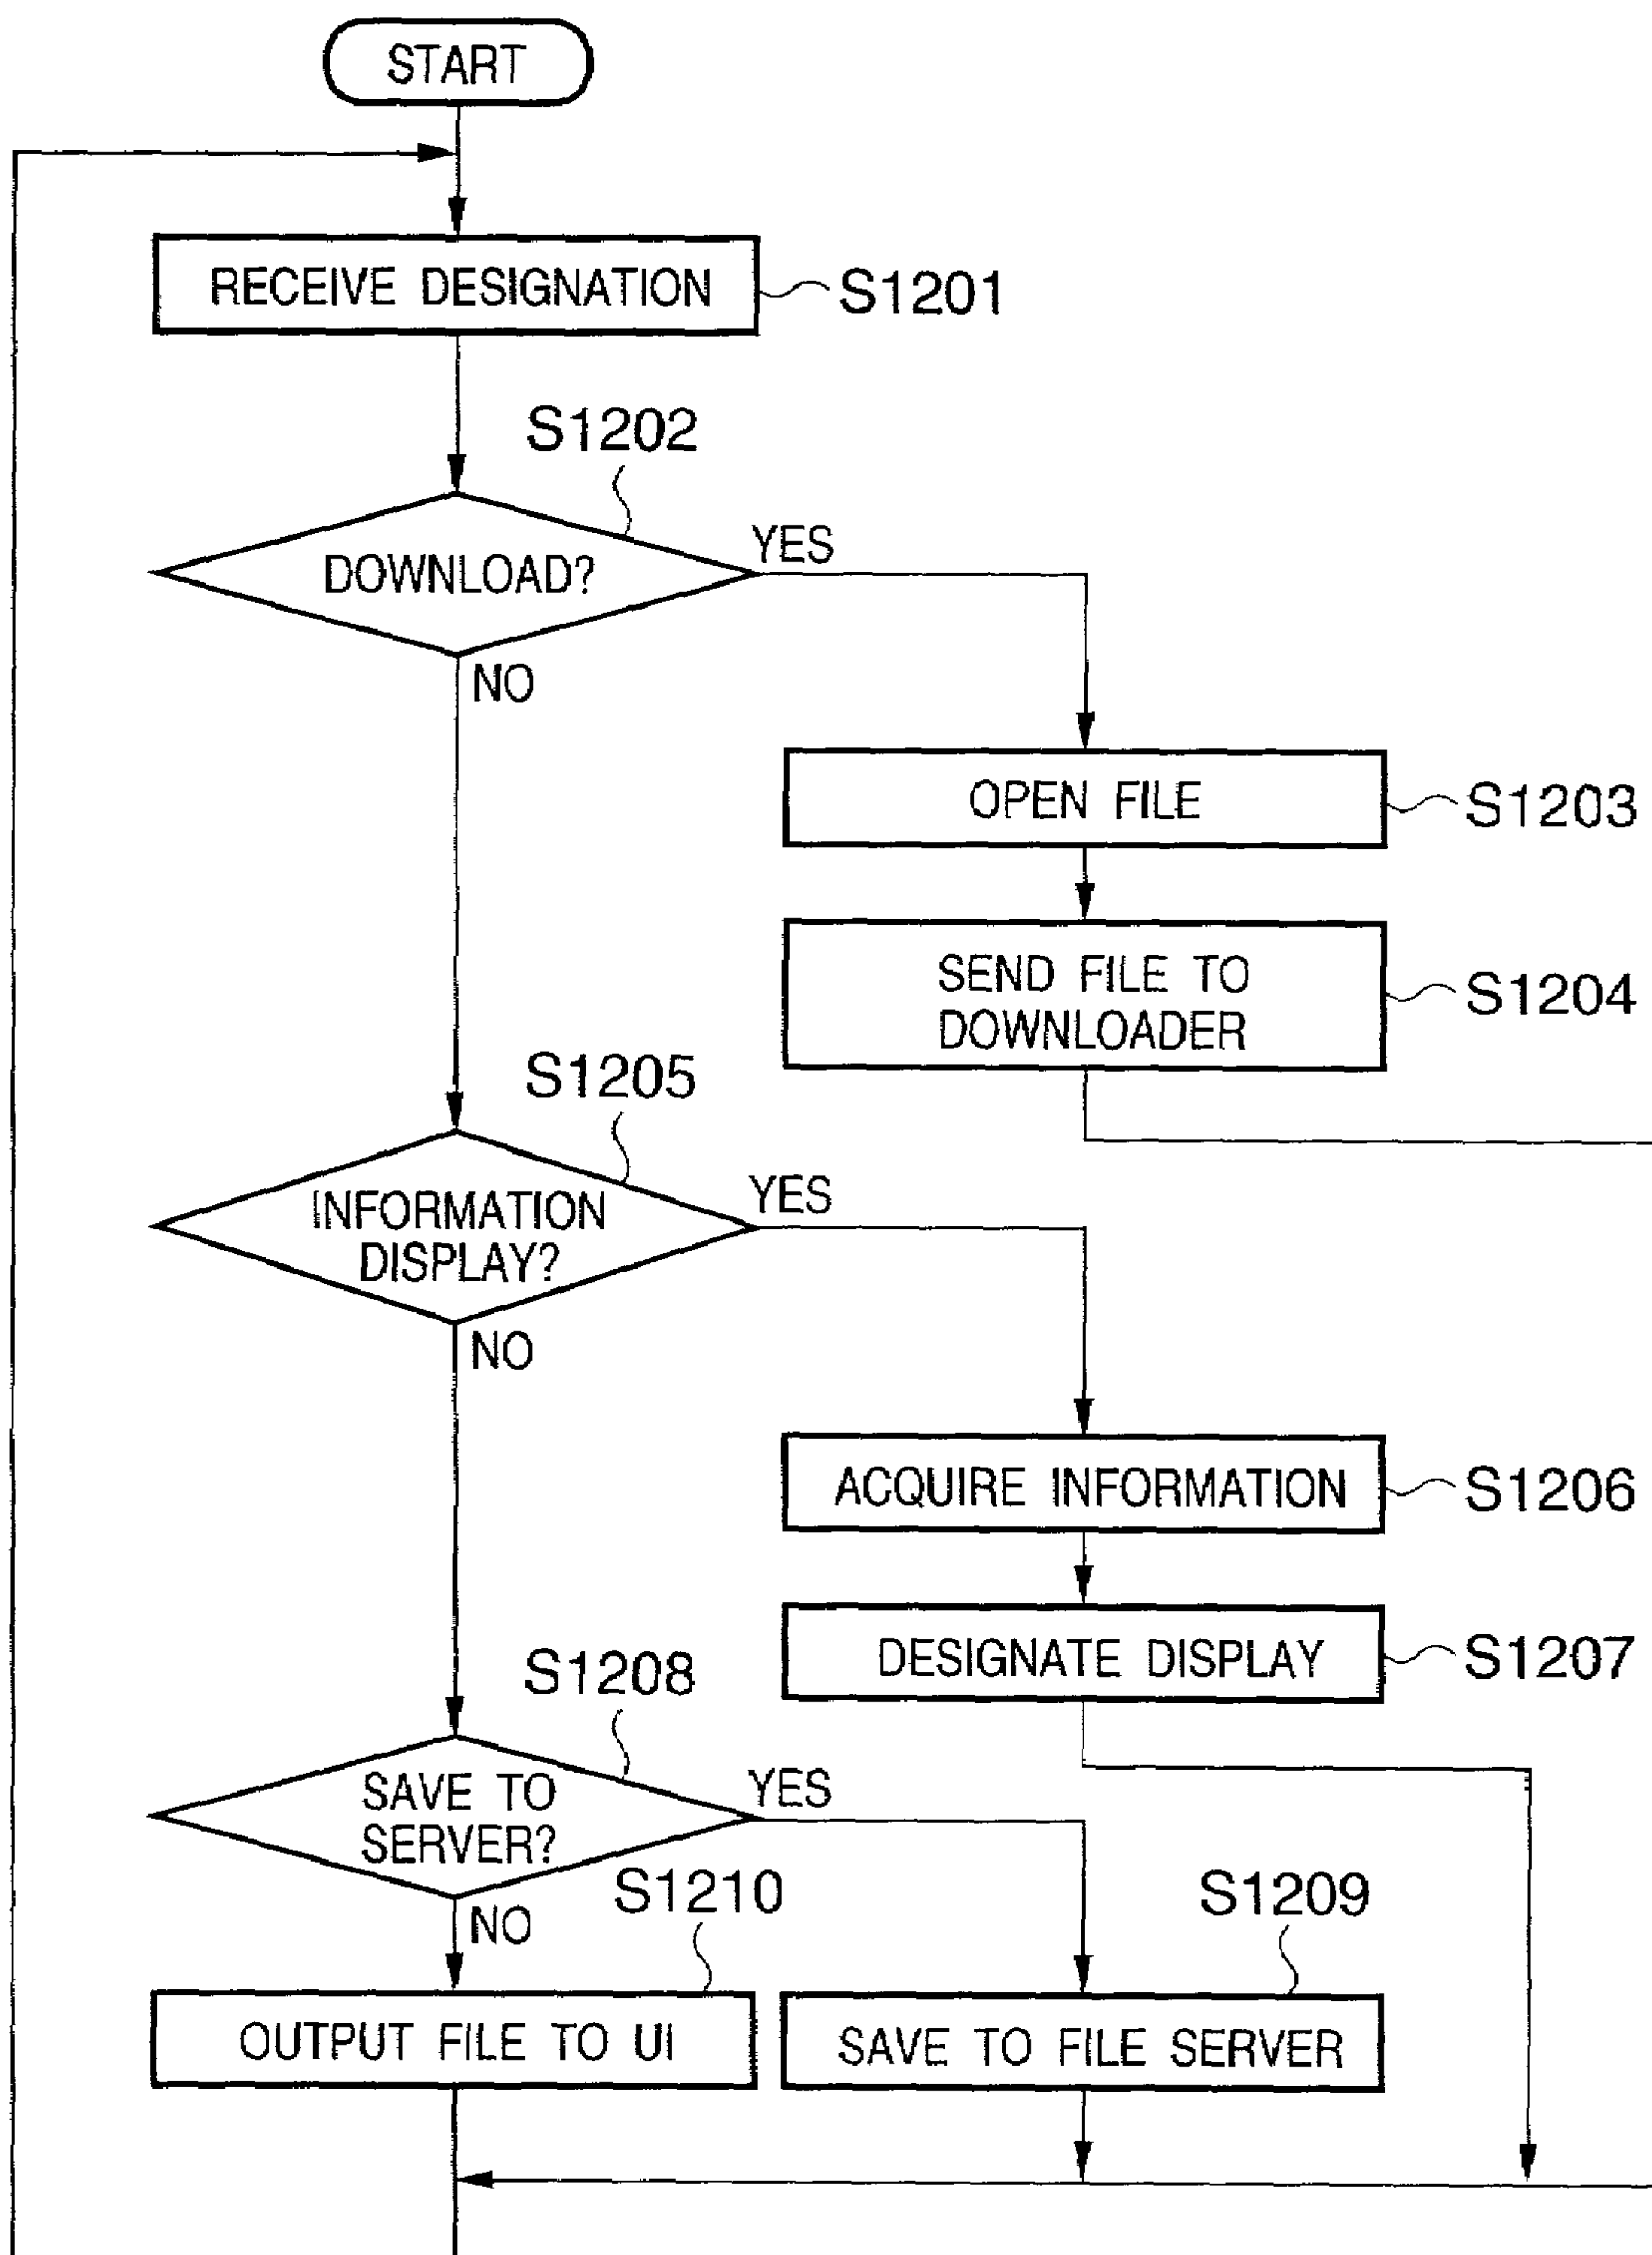 START
RECEIVE DESIGNATION
S1201
S1202
DOWNLOAD?
YES
NO
OPEN FILE
S1203
SEND FILE TO
DOWNLOADER
S1204
S1205
INFORMATION
DISPLAY?
YES
NO
ACQUIRE INFORMATION
S1206
DESIGNATE DISPLAY
S1207
S1208
SAVE TO
SERVER?
YES
NO
S1210
OUTPUT FILE TO UI
S1209
SAVE TO FILE SERVER